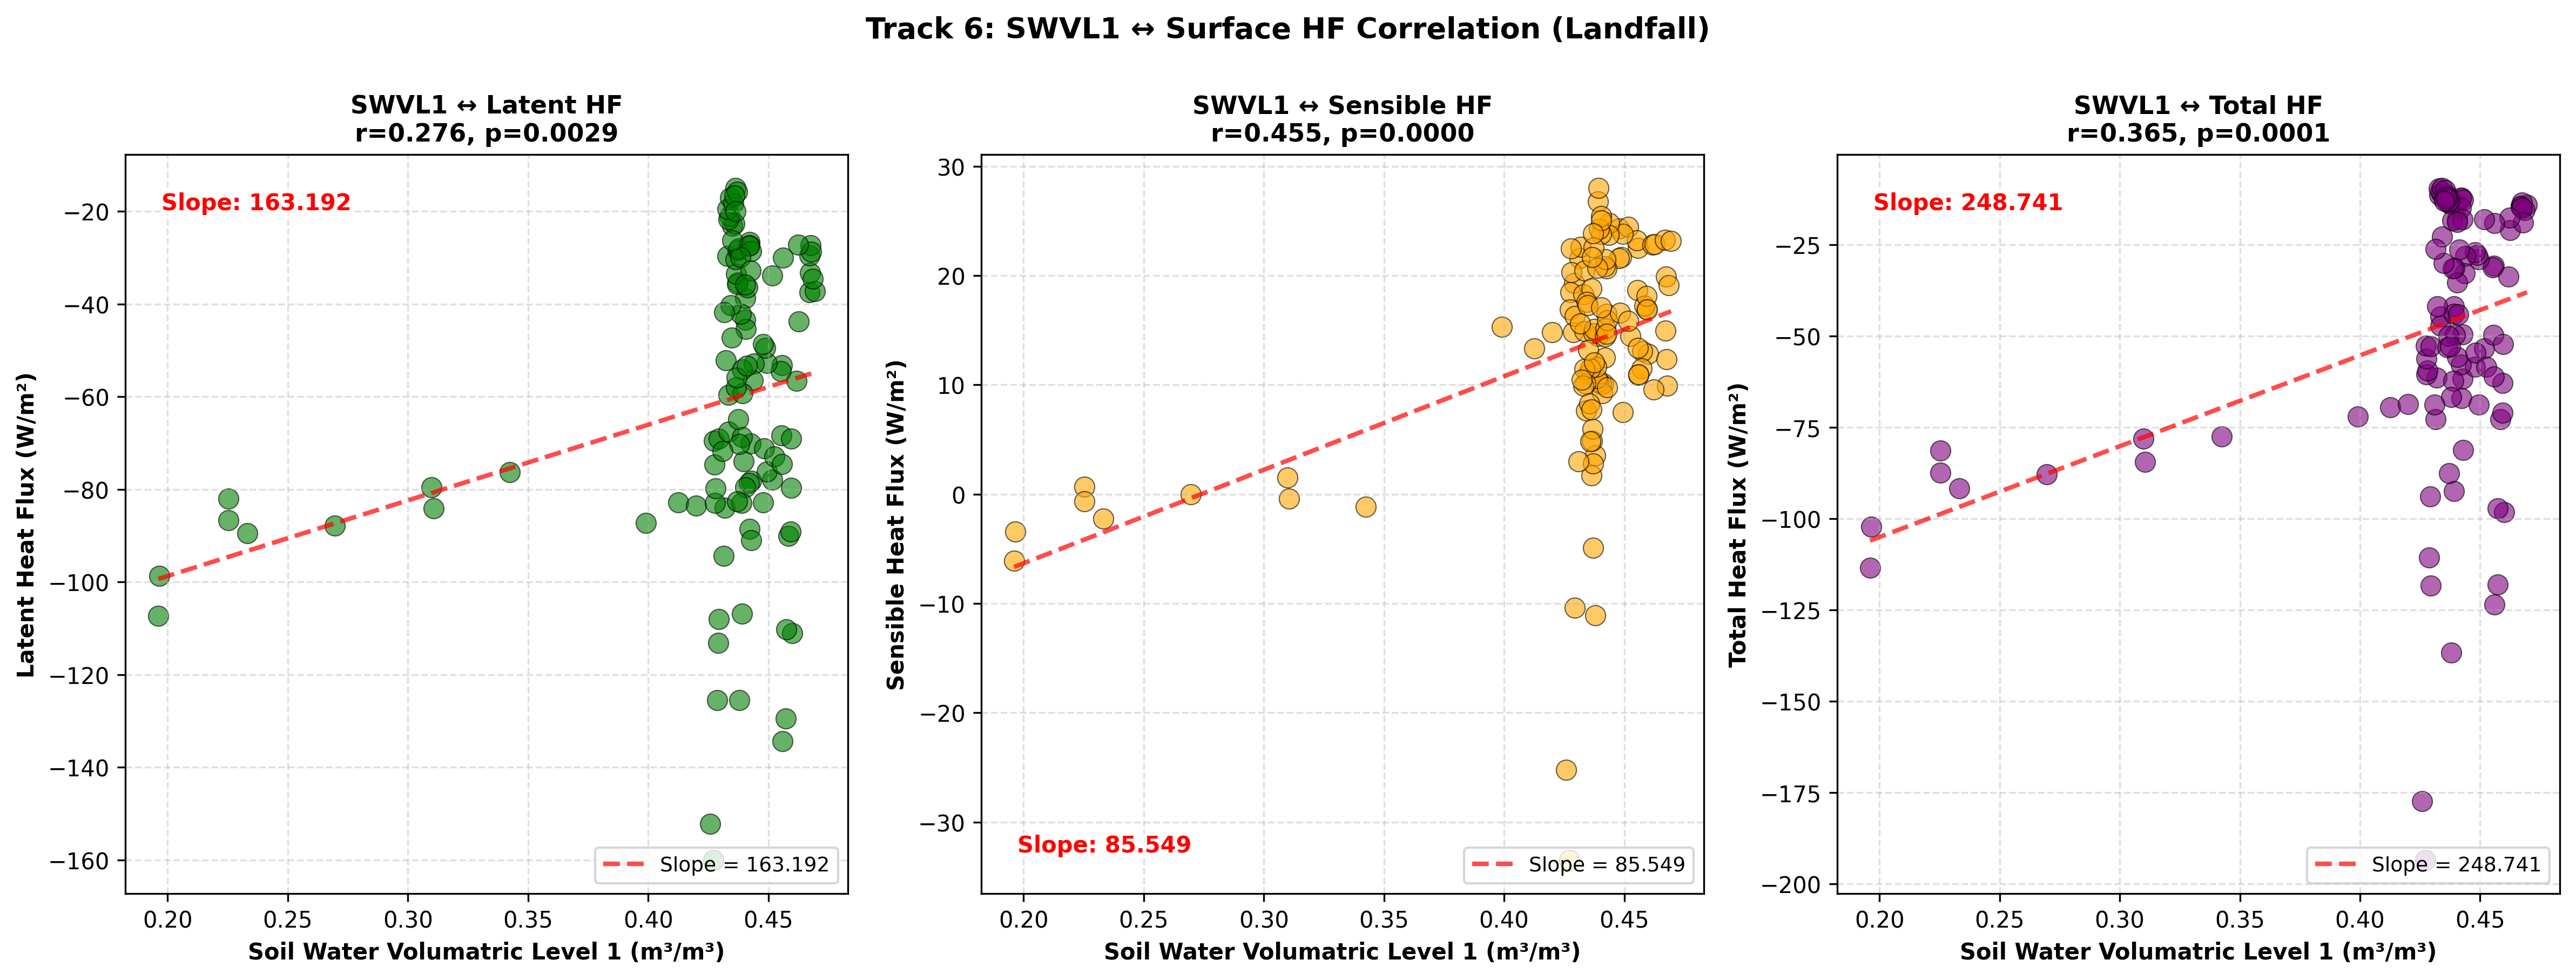 Track 6: SWVL1 ↔ Surface HF Correlation (Landfall)
SWVL1 ↔ Latent HF
r=0.276, p=0.0029
Slope: 163.192
Latent Heat Flux (W/m²)
−20
−40
−60
−80
−100
−120
−140
−160
Slope = 163.192
0.20 0.25 0.30 0.35 0.40 0.45
Soil Water Volumatric Level 1 (m³/m³)
SWVL1 ↔ Sensible HF
r=0.455, p=0.0000
Sensible Heat Flux (W/m²)
30
20
10
0
−10
−20
−30
Slope: 85.549
Slope = 85.549
0.20 0.25 0.30 0.35 0.40 0.45
Soil Water Volumatric Level 1 (m³/m³)
SWVL1 ↔ Total HF
r=0.365, p=0.0001
Slope: 248.741
Total Heat Flux (W/m²)
−25
−50
−75
−100
−125
−150
−175
−200
Slope = 248.741
0.20 0.25 0.30 0.35 0.40 0.45
Soil Water Volumatric Level 1 (m³/m³)